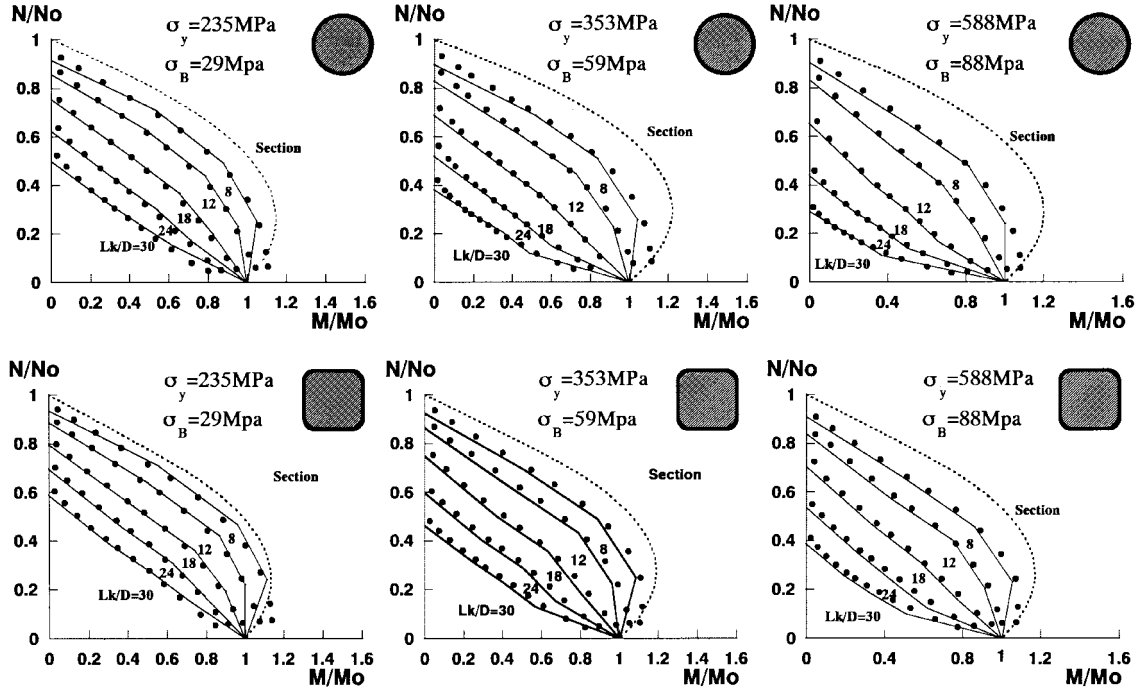 N/No
σy=235MPa
σB=29Mpa
1
0.8
0.6
0.4
0.2
0
Section
8
12
18
24
Lk/D=30
0 0.2 0.4 0.6 0.8 1 1.2 1.4 1.6
M/Mo
N/No
σy=353MPa
σB=59Mpa
1
0.8
0.6
0.4
0.2
0
Section
8
12
18
24
Lk/D=30
0 0.2 0.4 0.6 0.8 1 1.2 1.4 1.6
M/Mo
N/No
σy=588MPa
σB=88Mpa
1
0.8
0.6
0.4
0.2
0
Section
8
12
18
24
Lk/D=30
0 0.2 0.4 0.6 0.8 1 1.2 1.4 1.6
M/Mo
N/No
σy=235MPa
σB=29Mpa
1
0.8
0.6
0.4
0.2
0
Section
8
12
18
24
Lk/D=30
0 0.2 0.4 0.6 0.8 1 1.2 1.4 1.6
M/Mo
N/No
σy=353MPa
σB=59Mpa
1
0.8
0.6
0.4
0.2
0
Section
8
12
18
24
Lk/D=30
0 0.2 0.4 0.6 0.8 1 1.2 1.4 1.6
M/Mo
N/No
σy=588MPa
σB=88Mpa
1
0.8
0.6
0.4
0.2
0
Section
8
12
18
24
Lk/D=30
0 0.4 0.8 1 1.2 1.6
M/Mo